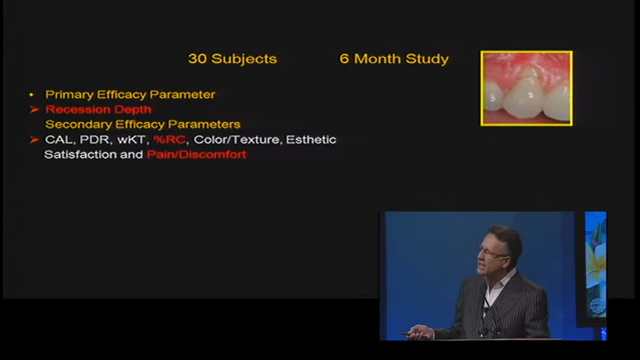 30 Subjects 6 Month Study
• Primary Efficacy Parameter
➢ Recession Depth
Secondary Efficacy Parameters
➢ CAL, PDR, wKT, %RC, Color/Texture, Esthetic
Satisfaction and Pain/Discomfort